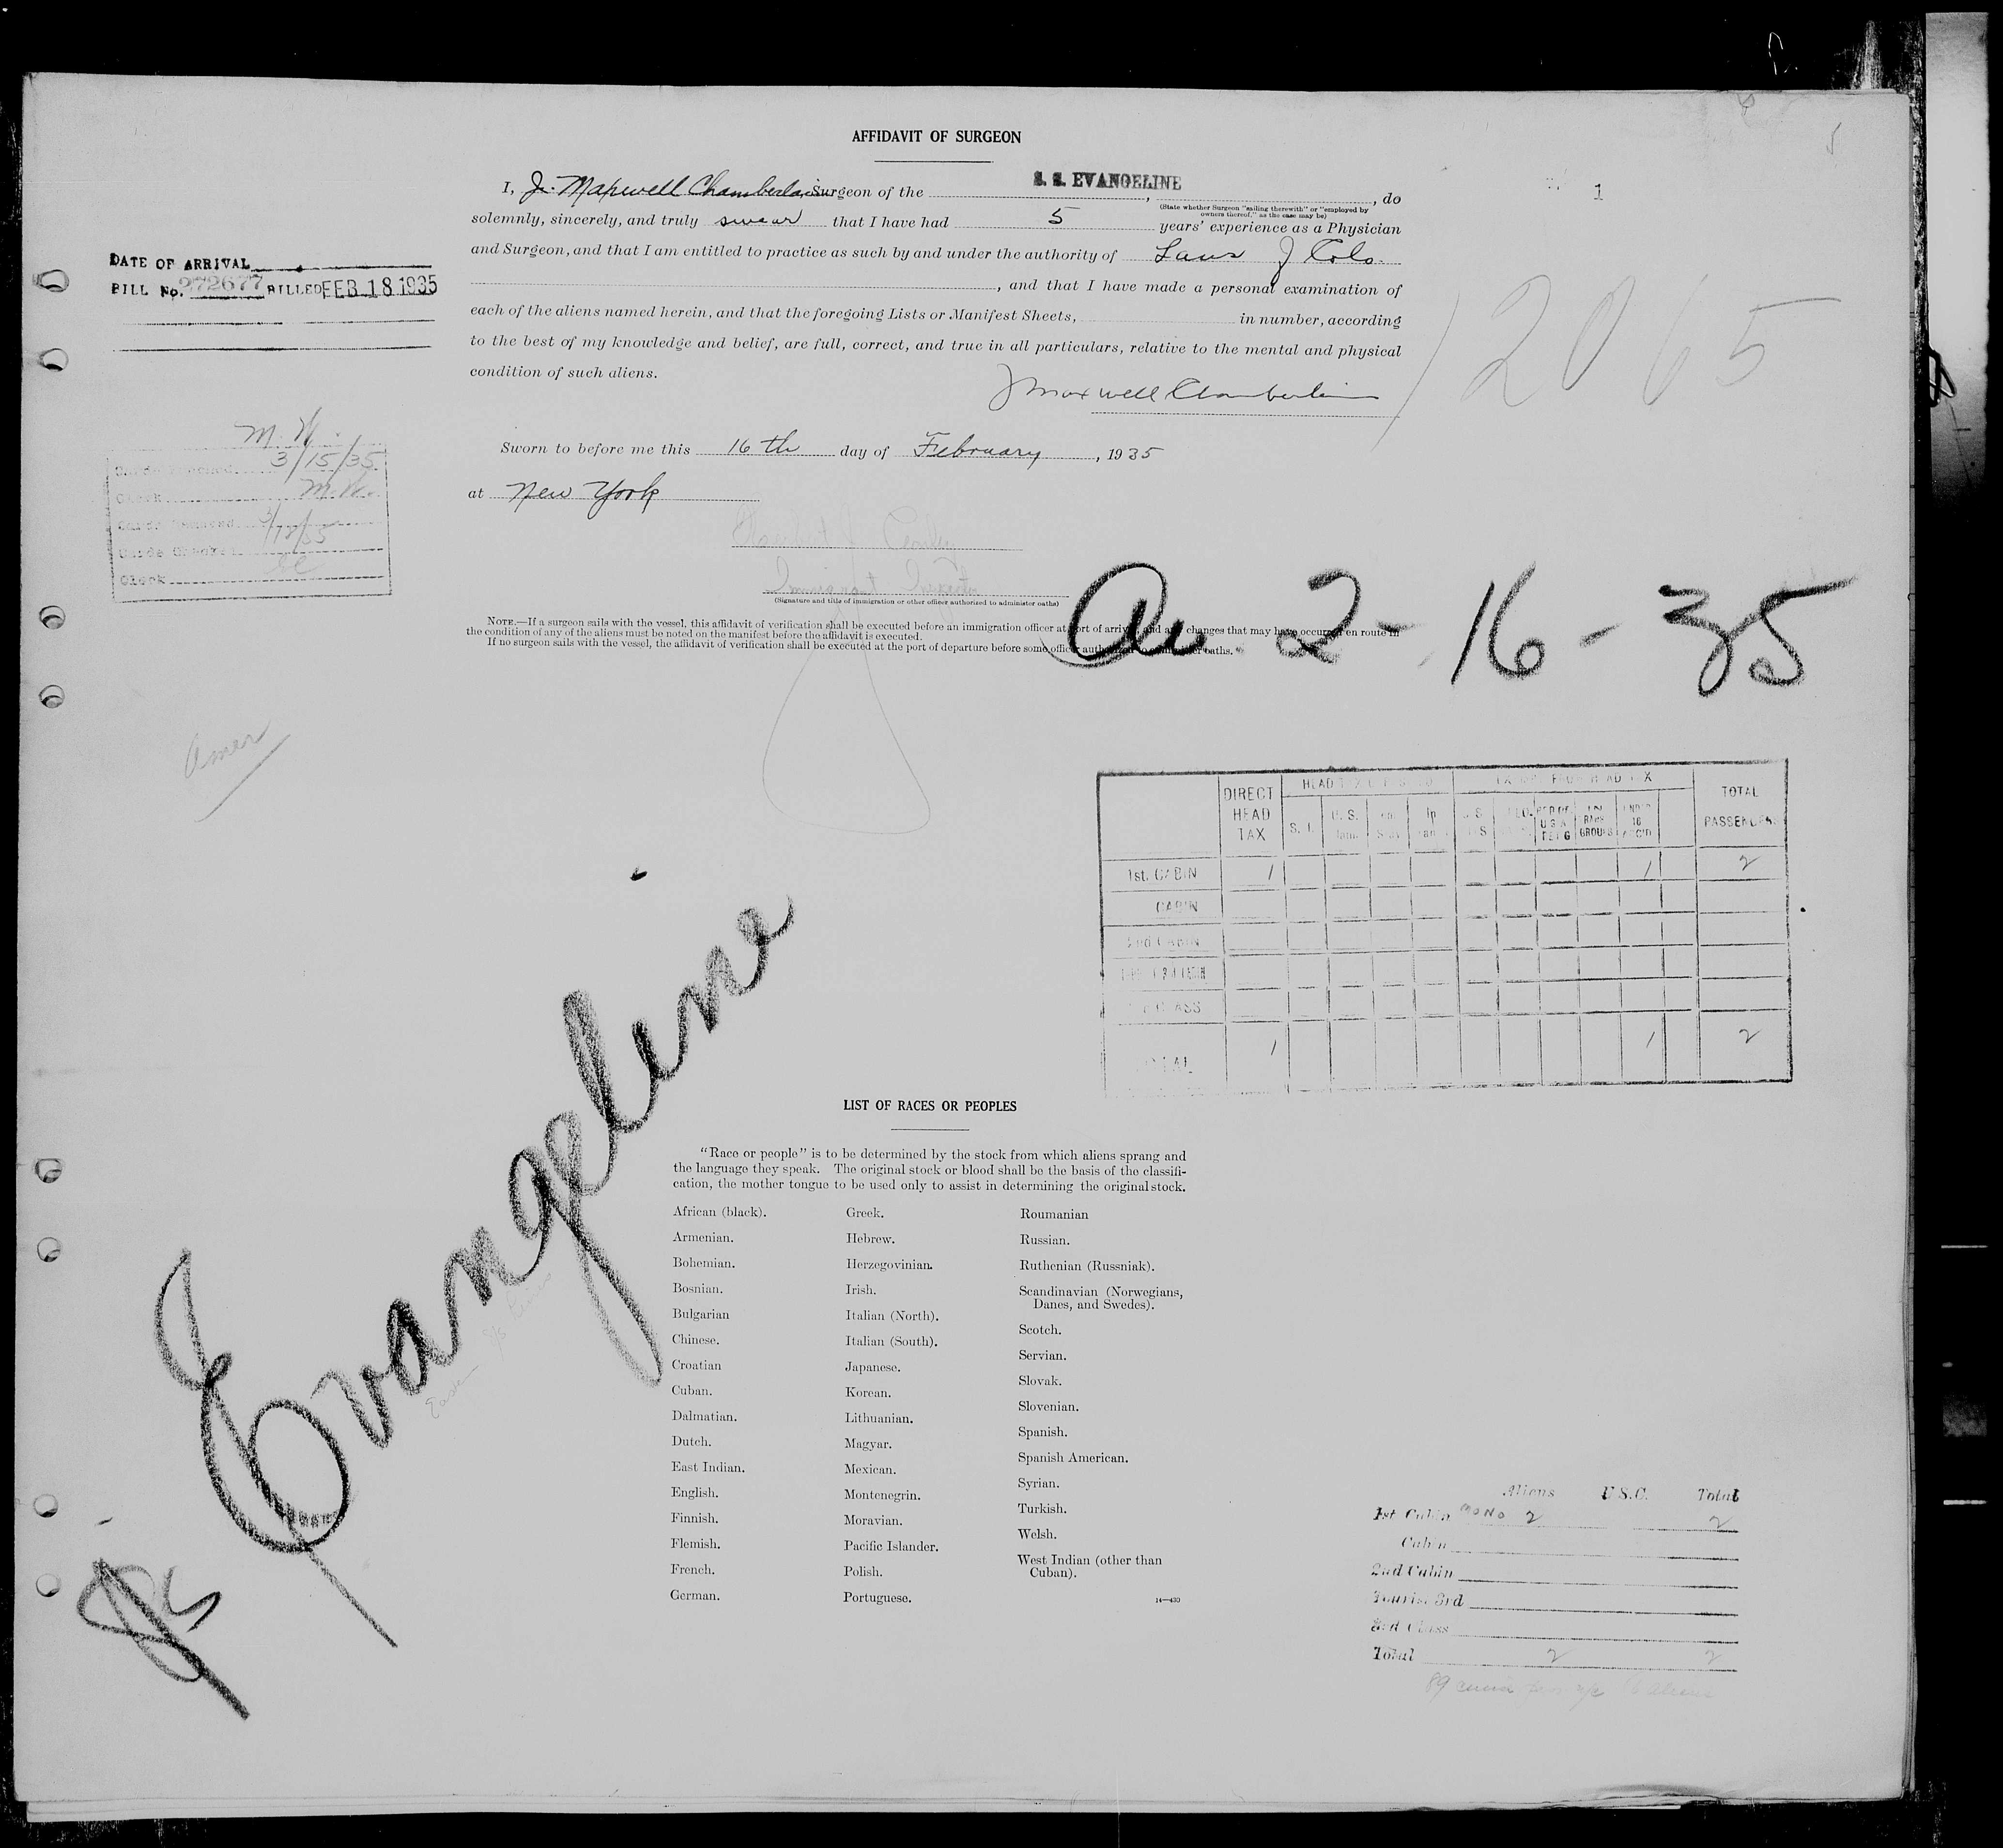 AFFIDAVIT OF SURGEON
I, J. Maxwell Chamberlain Surgeon of the S. S. EVANGELINE, , do
(State whether Surgeon "sailing therewith" or "employed by owners thereof," as the case may be)
solemnly, sincerely, and truly swear that I have had 5 years' experience as a Physician
and Surgeon, and that I am entitled to practice as such by and under the authority of Laws of Colo.
, and that I have made a personal examination of
each of the aliens named herein, and that the foregoing Lists or Manifest Sheets, in number, according
to the best of my knowledge and belief, are full, correct, and true in all particulars, relative to the mental and physical
condition of such aliens.
J Maxwell Chamberlain
1
12065
DATE OF ARRIVAL
BILL No. 272677 BILLED FEB 18 1935
M. W.
3/15/35
Clerk M. W.
Clerk
Sworn to before me this 16th day of February, 1935
at New York
Immigrant Inspector
(Signature and title of immigration or other officer authorized to administer oaths)
NOTE.—If a surgeon sails with the vessel, this affidavit of verification shall be executed before an immigration officer at port of arrival and any changes that may have occurred en route in
the condition of any of the aliens must be noted on the manifest before the affidavit is executed.
If no surgeon sails with the vessel, the affidavit of verification shall be executed at the port of departure before some officer authorized to administer oaths.
Arr 2-16-35
Amer
DIRECT HEAD TAX
S. I.
U. S.
TOTAL PASSENGERS
1st. CABIN 1 1 2
CABIN
2nd CABIN
TOTAL 1 1 2
S/S Evangeline
LIST OF RACES OR PEOPLES
"Race or people" is to be determined by the stock from which aliens sprang and
the language they speak. The original stock or blood shall be the basis of the classifi-
cation, the mother tongue to be used only to assist in determining the original stock.
African (black).
Armenian.
Bohemian.
Bosnian.
Bulgarian
Chinese.
Croatian
Cuban.
Dalmatian.
Dutch.
East Indian.
English.
Finnish.
Flemish.
French.
German.
Greek.
Hebrew.
Herzegovinian.
Irish.
Italian (North).
Italian (South).
Japanese.
Korean.
Lithuanian.
Magyar.
Mexican.
Montenegrin.
Moravian.
Pacific Islander.
Polish.
Portuguese.
Roumanian
Russian.
Ruthenian (Russniak).
Scandinavian (Norwegians,
Danes, and Swedes).
Scotch.
Servian.
Slovak.
Slovenian.
Spanish.
Spanish American.
Syrian.
Turkish.
Welsh.
West Indian (other than
Cuban).
14—430
Aliens U.S.C. Total
1st Cabin 2 2
Cabin
2nd Cabin
Tourist 3rd
3rd Class
Total 2 2